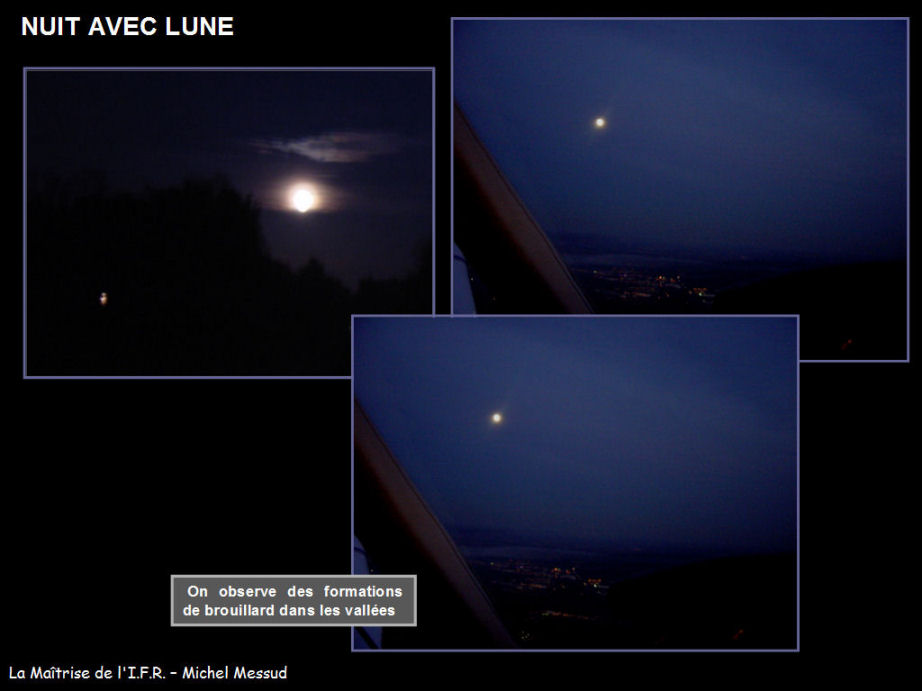 NUIT AVEC LUNE
On observe des formations
de brouillard dans les vallées
La Maîtrise de l'I.F.R. – Michel Messud